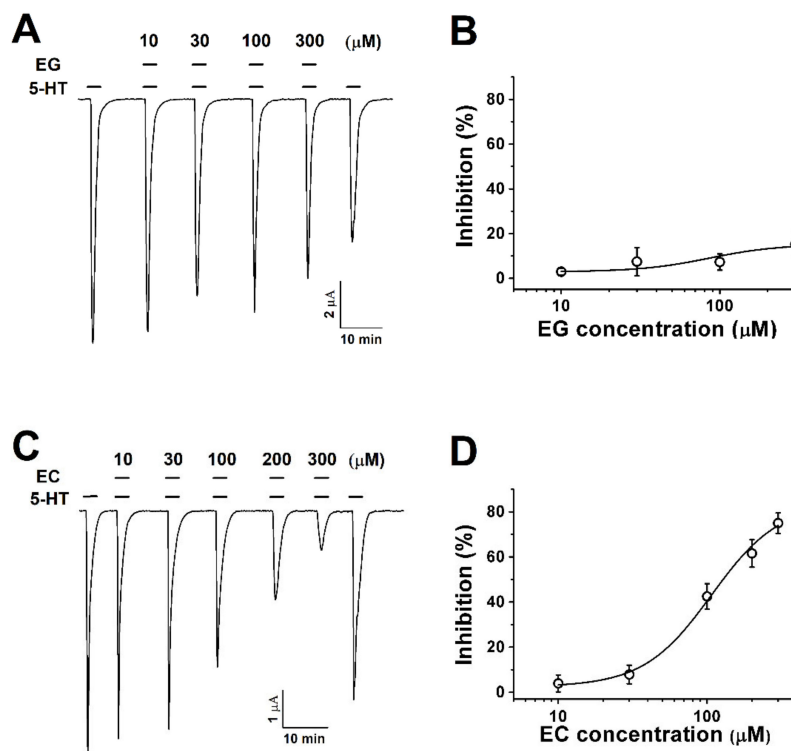 A
10 30 100 300 (μM)
EG
5-HT
2 μA
10 min
B
Inhibition (%)
80
60
40
20
0
10 100
EG concentration (μM)
C
10 30 100 200 300 (μM)
EC
5-HT
1 μA
10 min
D
Inhibition (%)
80
60
40
20
0
10 100
EC concentration (μM)